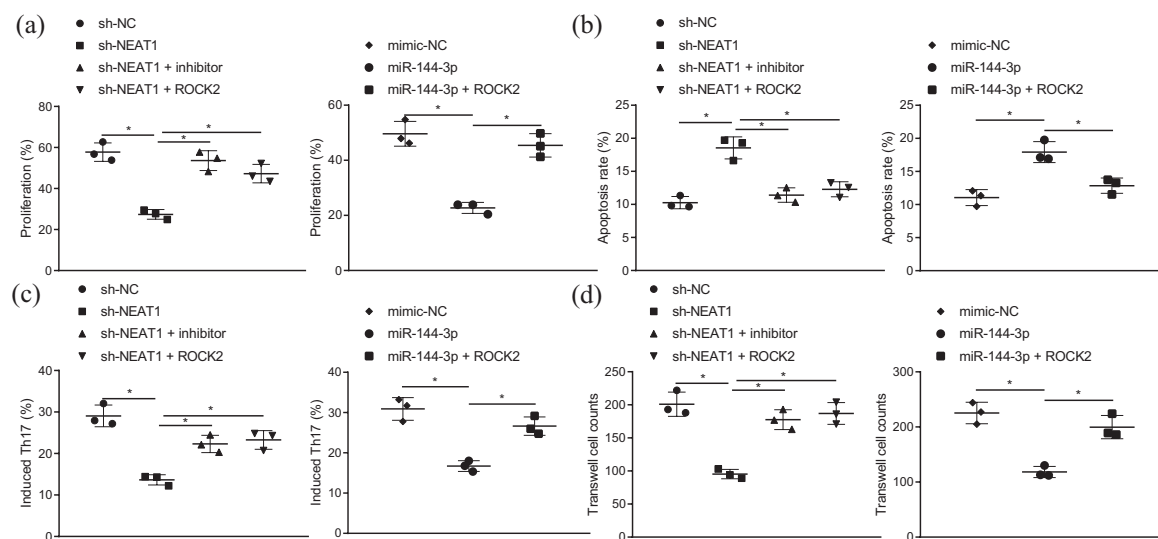 (a)
sh-NC
sh-NEAT1
sh-NEAT1 + inhibitor
sh-NEAT1 + ROCK2
Proliferation (%)
80
60
40
20
0
*
*
*
mimic-NC
miR-144-3p
miR-144-3p + ROCK2
Proliferation (%)
60
40
20
0
*
*
(b)
sh-NC
sh-NEAT1
sh-NEAT1 + inhibitor
sh-NEAT1 + ROCK2
Apoptosis rate (%)
25
20
15
10
5
0
*
*
*
mimic-NC
miR-144-3p
miR-144-3p + ROCK2
Apoptosis rate (%)
25
20
15
10
5
0
*
*
(c)
sh-NC
sh-NEAT1
sh-NEAT1 + inhibitor
sh-NEAT1 + ROCK2
Induced Th17 (%)
40
30
20
10
0
*
*
*
mimic-NC
miR-144-3p
miR-144-3p + ROCK2
Induced Th17 (%)
40
30
20
10
0
*
*
(d)
sh-NC
sh-NEAT1
sh-NEAT1 + inhibitor
sh-NEAT1 + ROCK2
Transwell cell counts
250
200
150
100
50
0
*
*
*
mimic-NC
miR-144-3p
miR-144-3p + ROCK2
Transwell cell counts
300
200
100
0
*
*